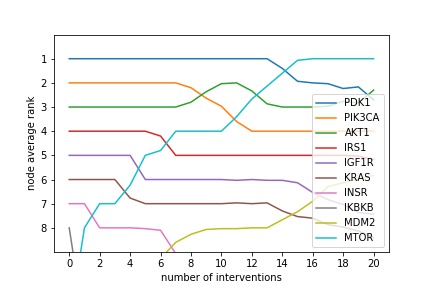 1
2
3
4
5
6
7
8
node average rank
0
2
4
6
8
10
12
14
16
18
20
number of interventions
PDK1
PIK3CA
AKT1
IRS1
IGF1R
KRAS
INSR
IKBKB
MDM2
MTOR